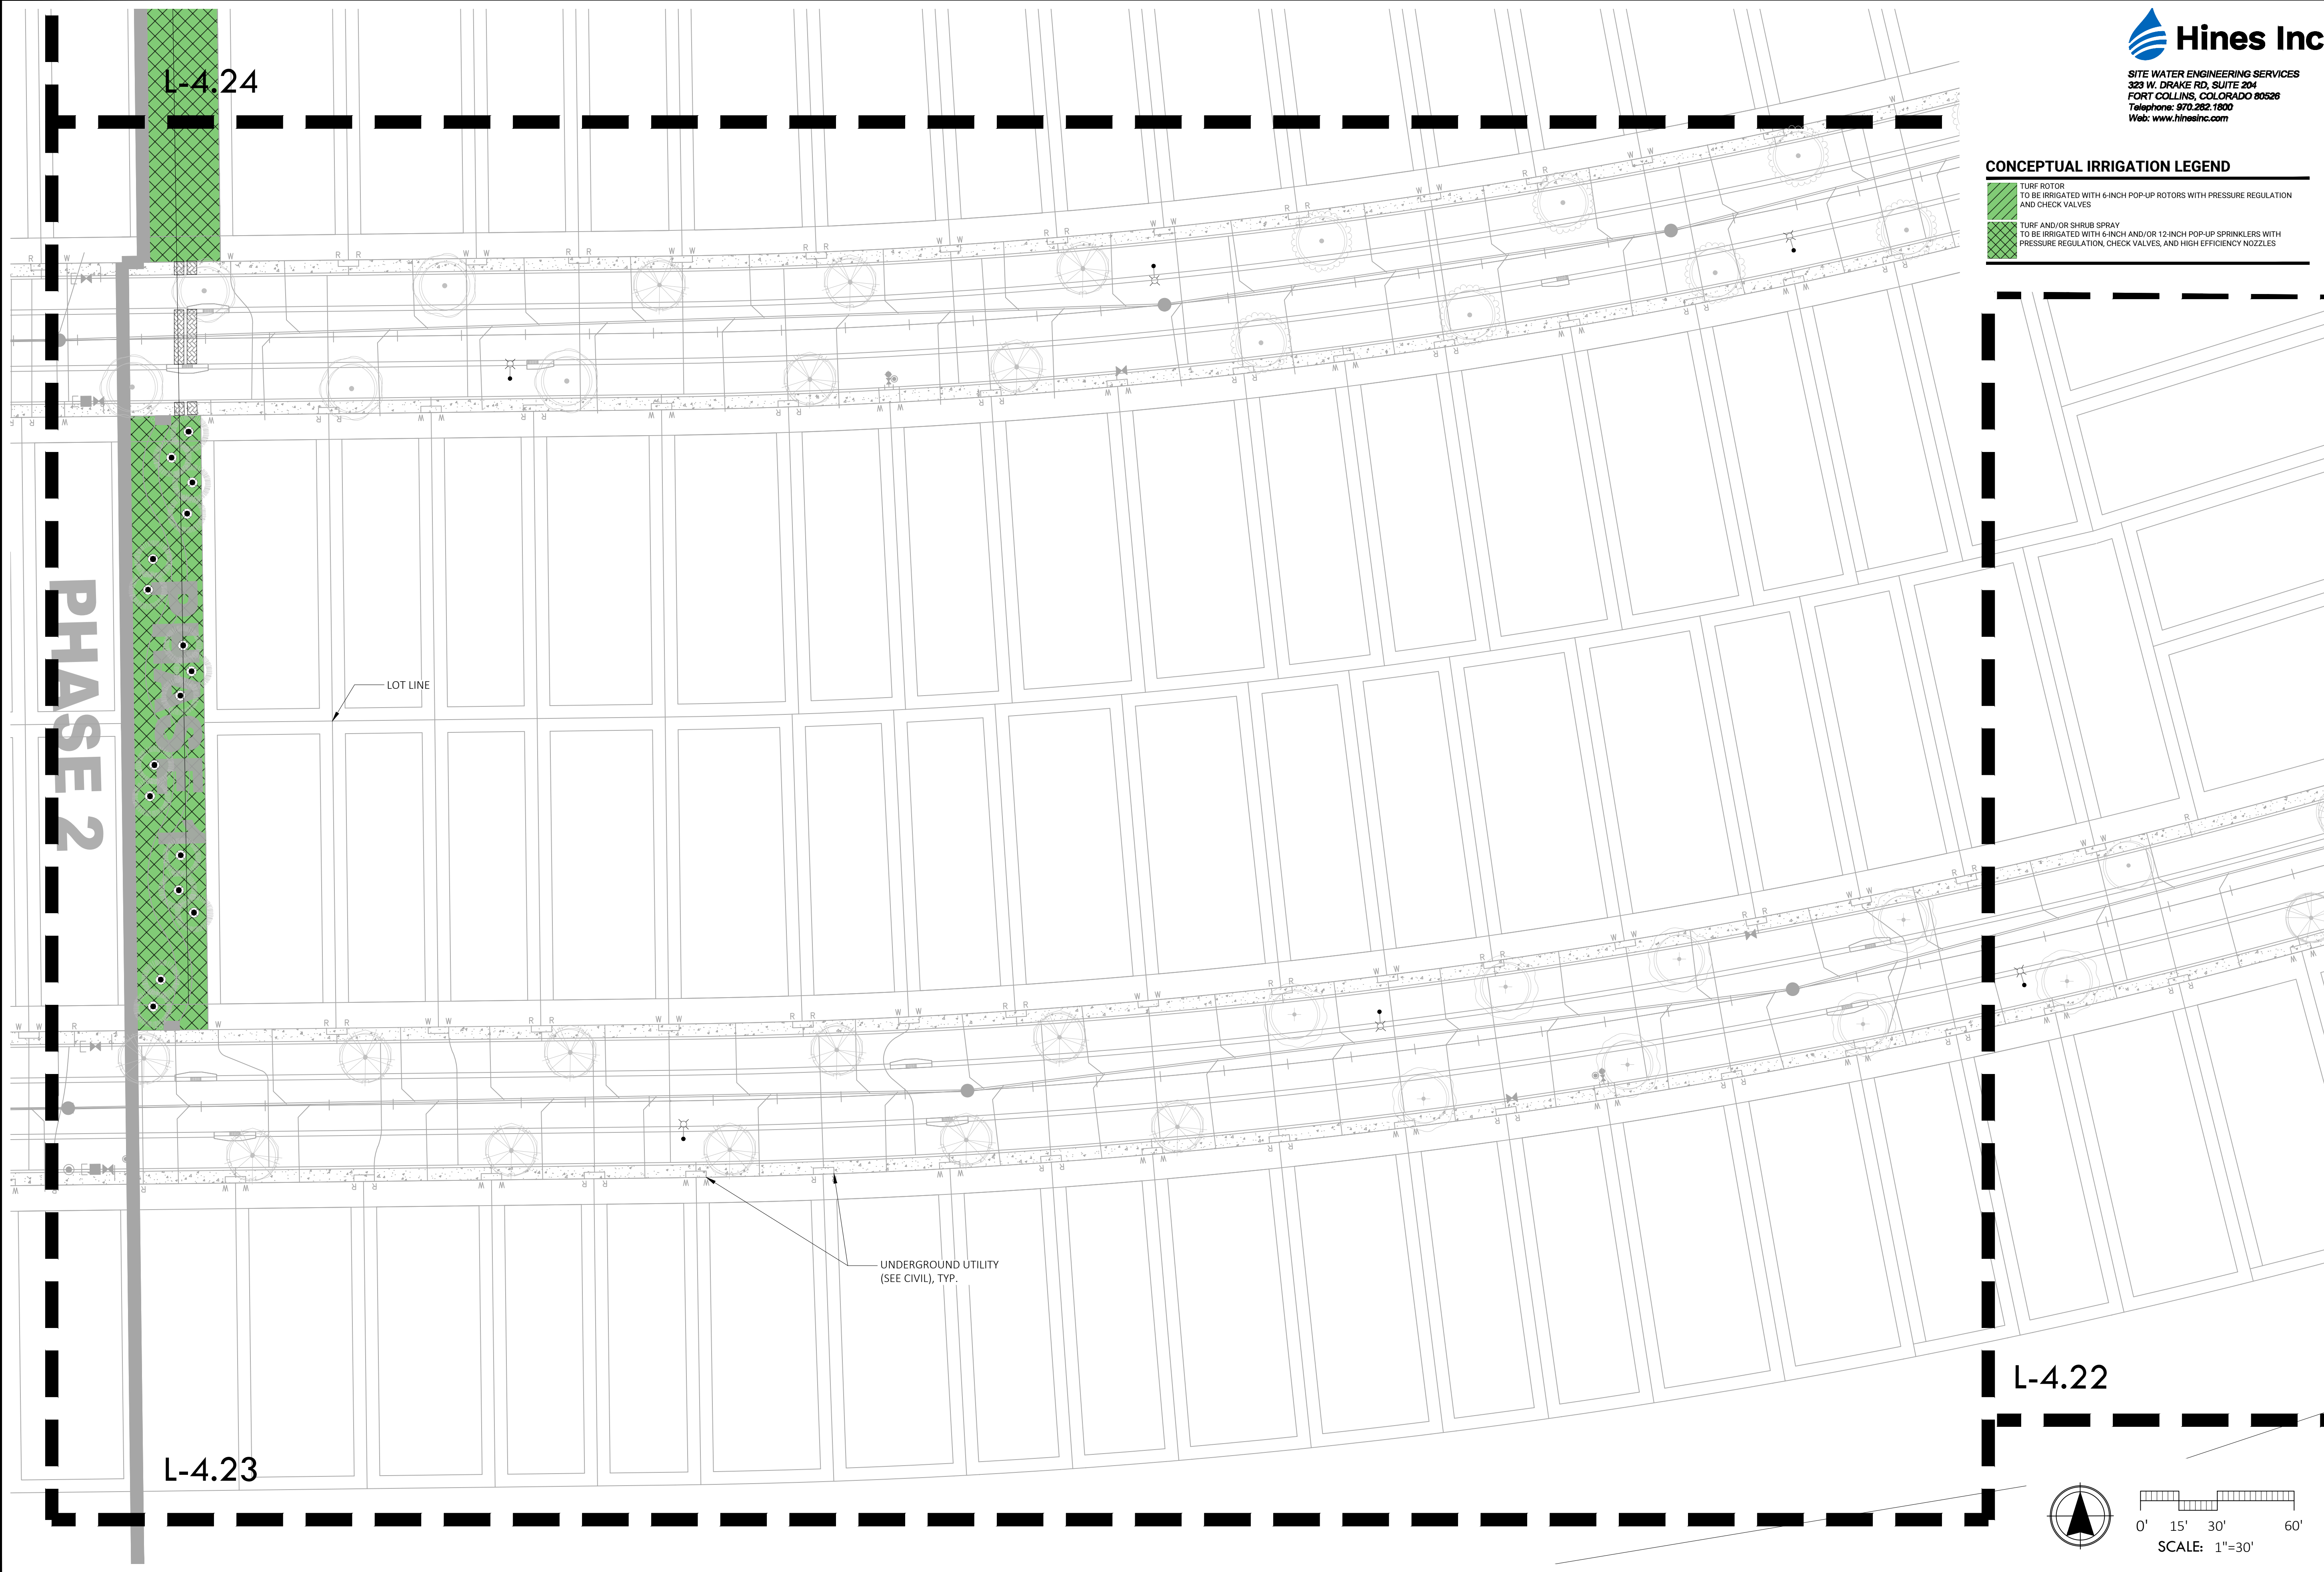 L-4.24
Hines Inc
SITE WATER ENGINEERING SERVICES
323 W. DRAKE RD, SUITE 204
FORT COLLINS, COLORADO 80526
Telephone: 970.282.1800
Web: www.hinesinc.com
CONCEPTUAL IRRIGATION LEGEND
TURF ROTOR
TO BE IRRIGATED WITH 6-INCH POP-UP ROTORS WITH PRESSURE REGULATION
AND CHECK VALVES
TURF AND/OR SHRUB SPRAY
TO BE IRRIGATED WITH 6-INCH AND/OR 12-INCH POP-UP SPRINKLERS WITH
PRESSURE REGULATION, CHECK VALVES, AND HIGH EFFICIENCY NOZZLES
PHASE 2
PHASE 1
LOT LINE
UNDERGROUND UTILITY
(SEE CIVIL), TYP.
L-4.22
L-4.23
0' 15' 30' 60'
SCALE: 1"=30'